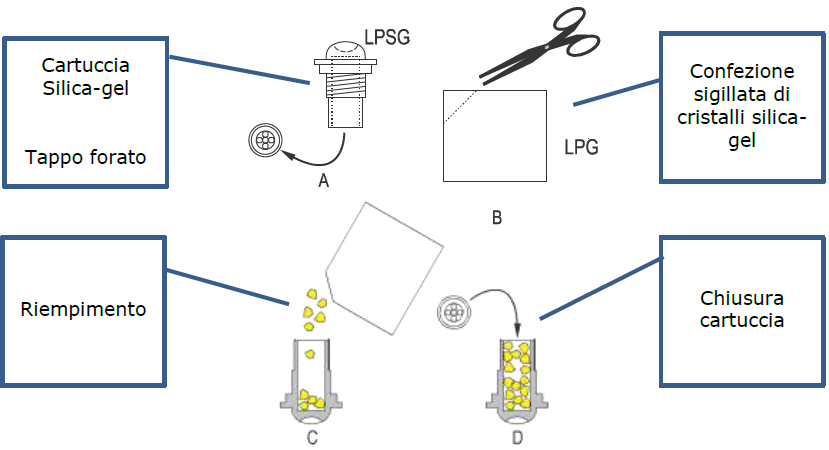 LPSG
Cartuccia
Silica-gel
Tappo forato
A
Confezione
sigillata di
cristalli silica-
gel
LPG
B
Riempimento
C
D
Chiusura
cartuccia